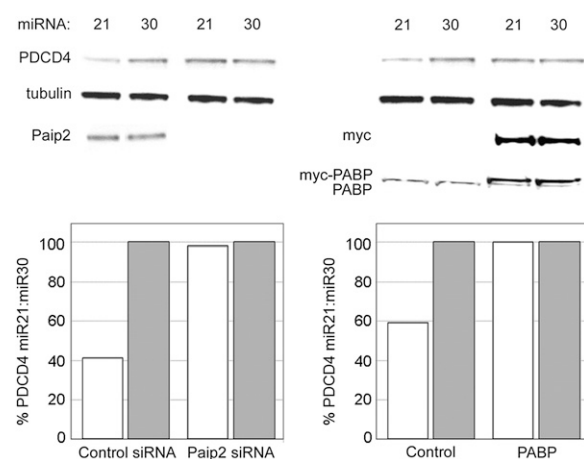 miRNA: 21 30 21 30
PDCD4
tubulin
Paip2
21 30 21 30
myc
myc-PABP
PABP
% PDCD4 miR21:miR30
100
80
60
40
20
0
Control siRNA Paip2 siRNA
% PDCD4 miR21:miR30
100
80
60
40
20
0
Control PABP